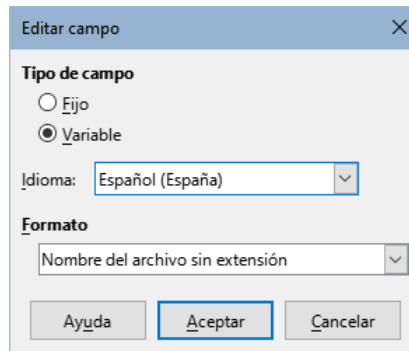 Editar campo
Tipo de campo
Fijo
Variable
Idioma: Español (España)
Formato
Nombre del archivo sin extensión
Ayuda Aceptar Cancelar